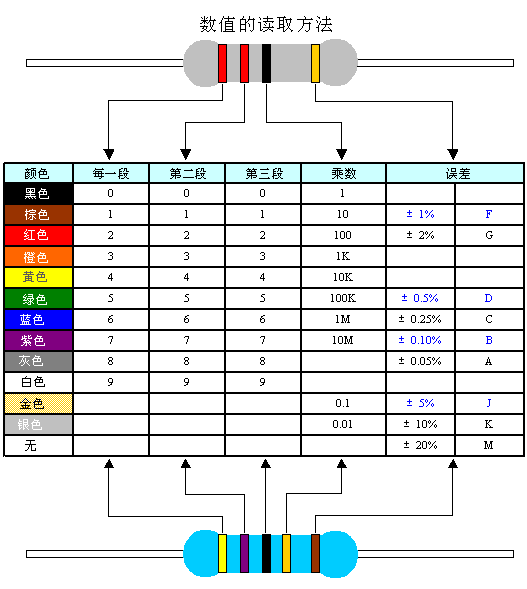 数值的读取方法
颜色 每一段 第二段 第三段 乘数 误差
黑色 0 0 0 1
棕色 1 1 1 10 ± 1% F
红色 2 2 2 100 ± 2% G
橙色 3 3 3 1K
黄色 4 4 4 10K
绿色 5 5 5 100K ± 0.5% D
蓝色 6 6 6 1M ± 0.25% C
紫色 7 7 7 10M ± 0.10% B
灰色 8 8 8 ± 0.05% A
白色 9 9 9
金色 0.1 ± 5% J
银色 0.01 ± 10% K
无 ± 20% M